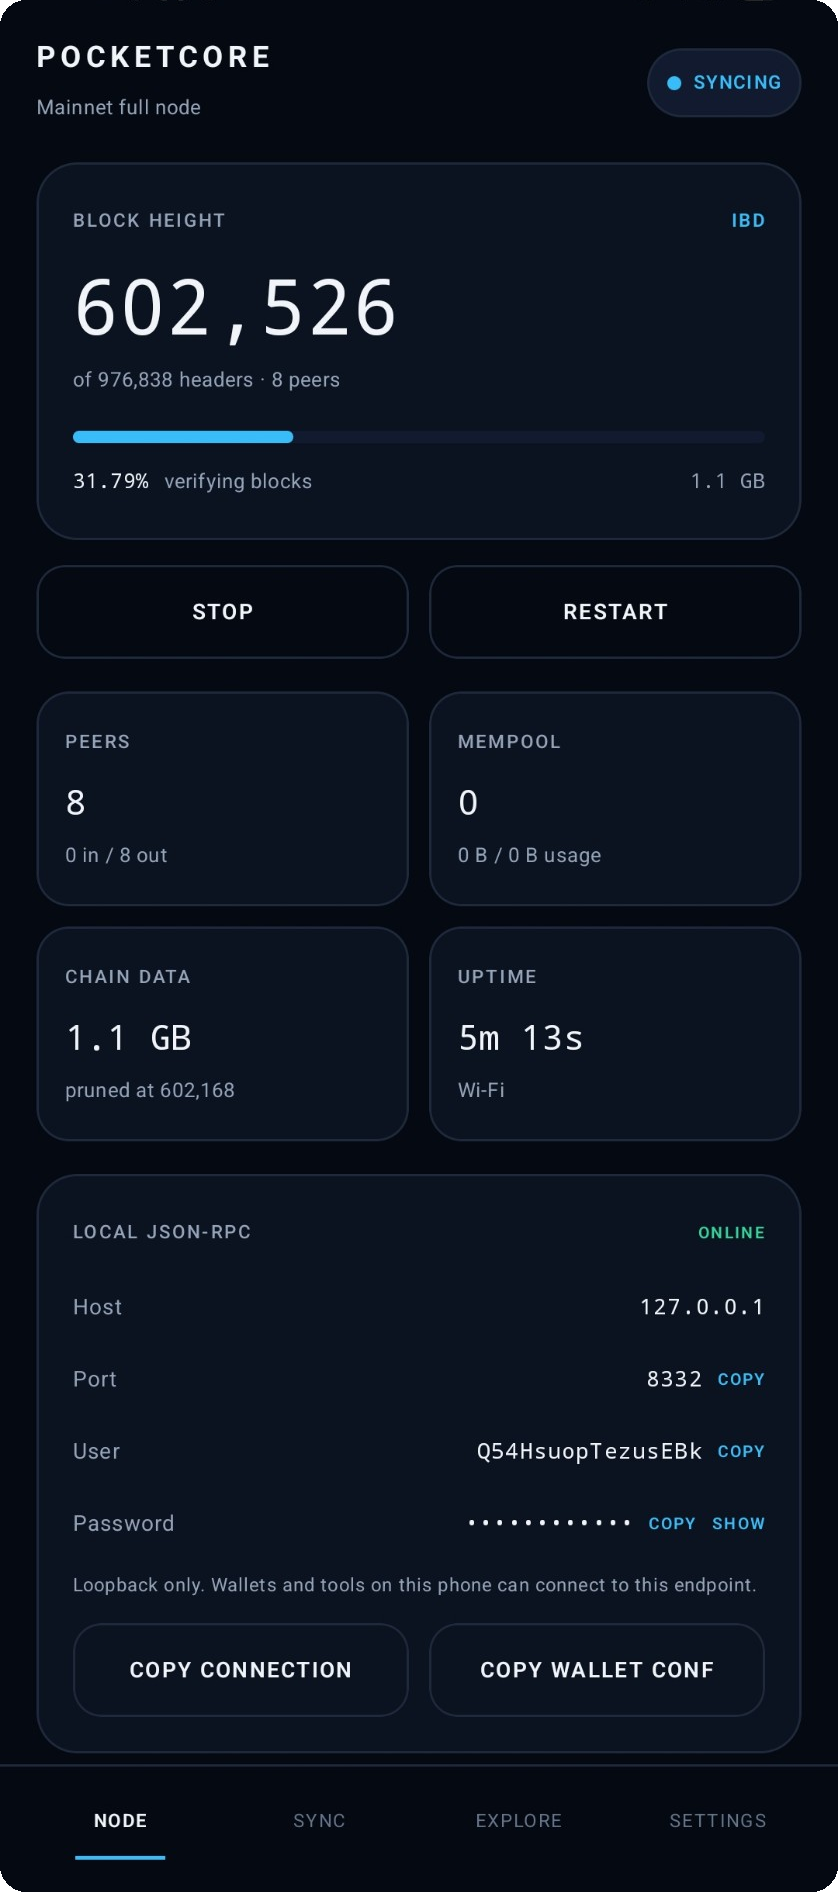 POCKETCORE
Mainnet full node
SYNCING
BLOCK HEIGHT
IBD
602,526
of 976,838 headers · 8 peers
31.79% verifying blocks
1.1 GB
STOP
RESTART
PEERS
8
0 in / 8 out
MEMPOOL
0
0 B / 0 B usage
CHAIN DATA
1.1 GB
pruned at 602,168
UPTIME
5m 13s
Wi-Fi
LOCAL JSON-RPC
ONLINE
Host
127.0.0.1
Port
8332 COPY
User
Q54HsuopTezusEBk COPY
Password
•••••••••••• COPY SHOW
Loopback only. Wallets and tools on this phone can connect to this endpoint.
COPY CONNECTION
COPY WALLET CONF
NODE
SYNC
EXPLORE
SETTINGS